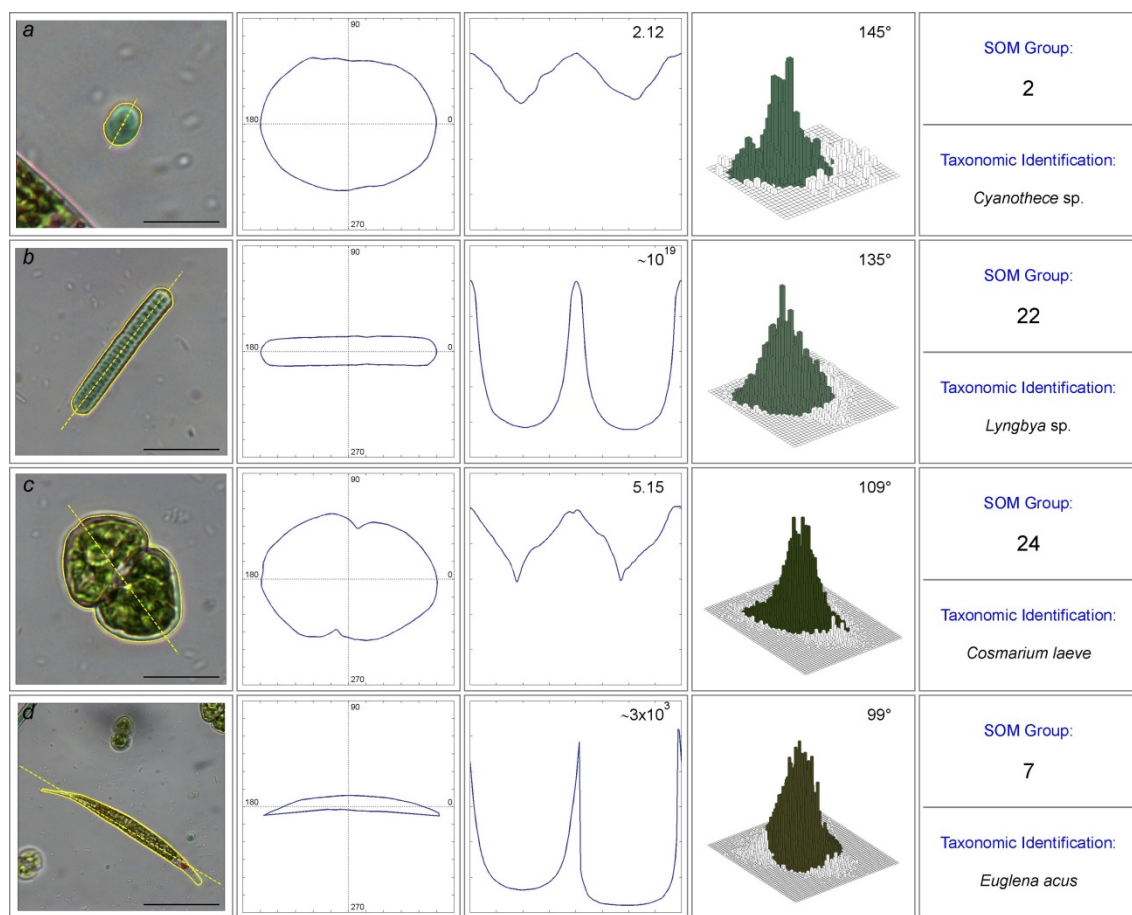 a
90
180
0
270
2.12
145°
SOM Group:
2
Taxonomic Identification:
Cyanothece sp.
b
90
180
0
270
~10^19
135°
SOM Group:
22
Taxonomic Identification:
Lyngbya sp.
c
90
180
0
270
5.15
109°
SOM Group:
24
Taxonomic Identification:
Cosmarium laeve
d
90
180
0
270
~3x10^3
99°
SOM Group:
7
Taxonomic Identification:
Euglena acus